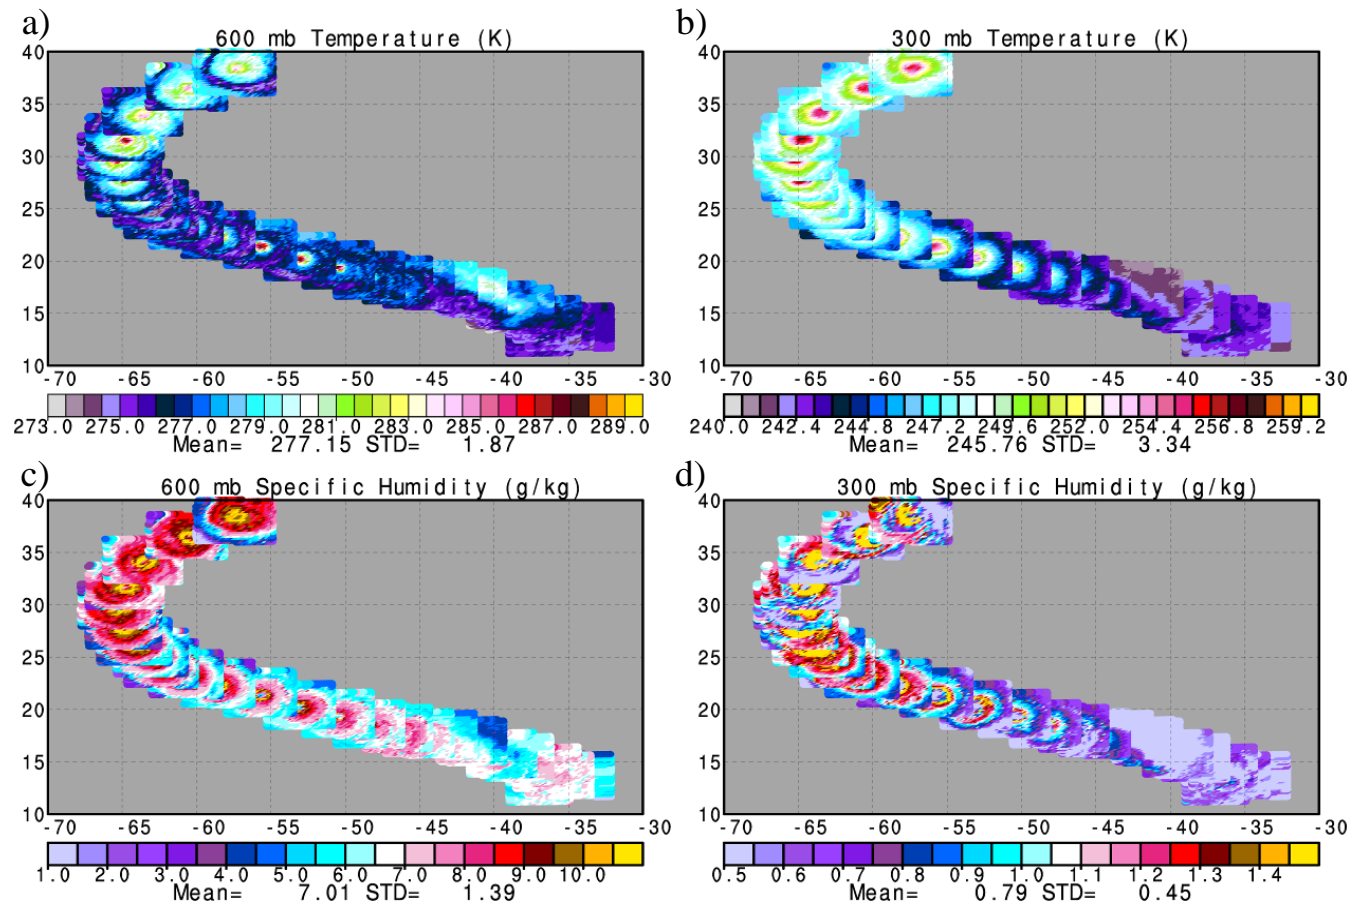 a)
600 mb Temperature (K)
40
35
30
25
20
15
10
-70 -65 -60 -55 -50 -45 -40 -35 -30
273.0 275.0 277.0 279.0 281.0 283.0 285.0 287.0 289.0
Mean= 277.15 STD= 1.87
b)
300 mb Temperature (K)
40
35
30
25
20
15
10
-70 -65 -60 -55 -50 -45 -40 -35 -30
240.0 242.4 244.8 247.2 249.6 252.0 254.4 256.8 259.2
Mean= 245.76 STD= 3.34
c)
600 mb Specific Humidity (g/kg)
40
35
30
25
20
15
10
-70 -65 -60 -55 -50 -45 -40 -35 -30
1.0 2.0 3.0 4.0 5.0 6.0 7.0 8.0 9.0 10.0
Mean= 7.01 STD= 1.39
d)
300 mb Specific Humidity (g/kg)
40
35
30
25
20
15
10
-70 -65 -60 -55 -50 -45 -40 -35 -30
0.5 0.6 0.7 0.8 0.9 1.0 1.1 1.2 1.3 1.4
Mean= 0.79 STD= 0.45